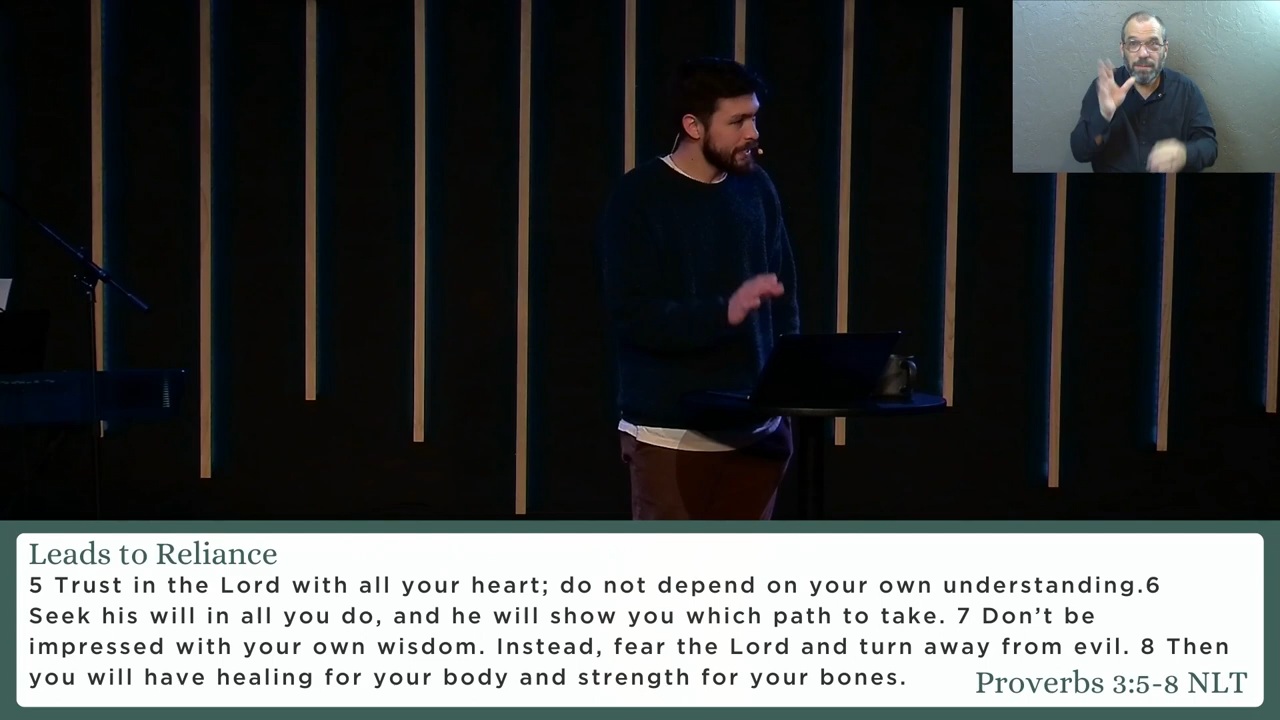 Leads to Reliance
5 Trust in the Lord with all your heart; do not depend on your own understanding.6
Seek his will in all you do, and he will show you which path to take. 7 Don’t be
impressed with your own wisdom. Instead, fear the Lord and turn away from evil. 8 Then
you will have healing for your body and strength for your bones.
Proverbs 3:5-8 NLT